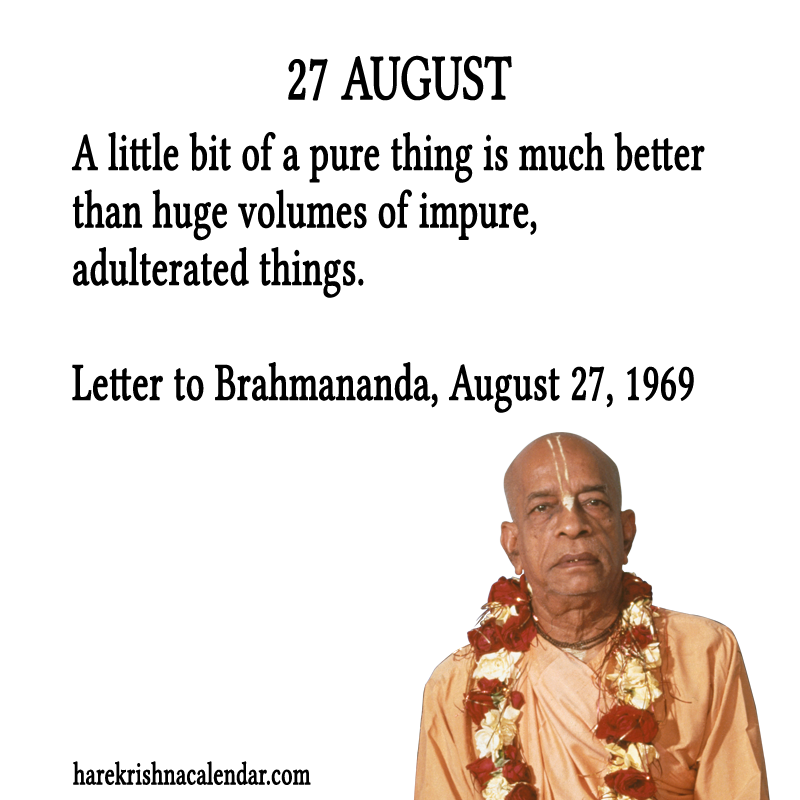 27 AUGUST
A little bit of a pure thing is much better
than huge volumes of impure,
adulterated things.
Letter to Brahmananda, August 27, 1969
harekrishnacalendar.com